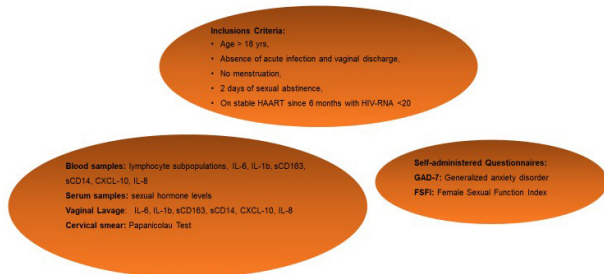 Inclusions Criteria:
• Age > 18 yrs,
• Absence of acute infection and vaginal discharge,
• No menstruation,
• 2 days of sexual abstinence,
• On stable HAART since 6 months with HIV-RNA <20
Blood samples: lymphocyte subpopulations, IL-6, IL-1b, sCD163,
sCD14, CXCL-10, IL-8
Serum samples: sexual hormone levels
Vaginal Lavage: IL-6, IL-1b, sCD163, sCD14, CXCL-10, IL-8
Cervical smear: Papanicolau Test
Self-administered Questionnaires:
GAD-7: Generalized anxiety disorder
FSFI: Female Sexual Function Index